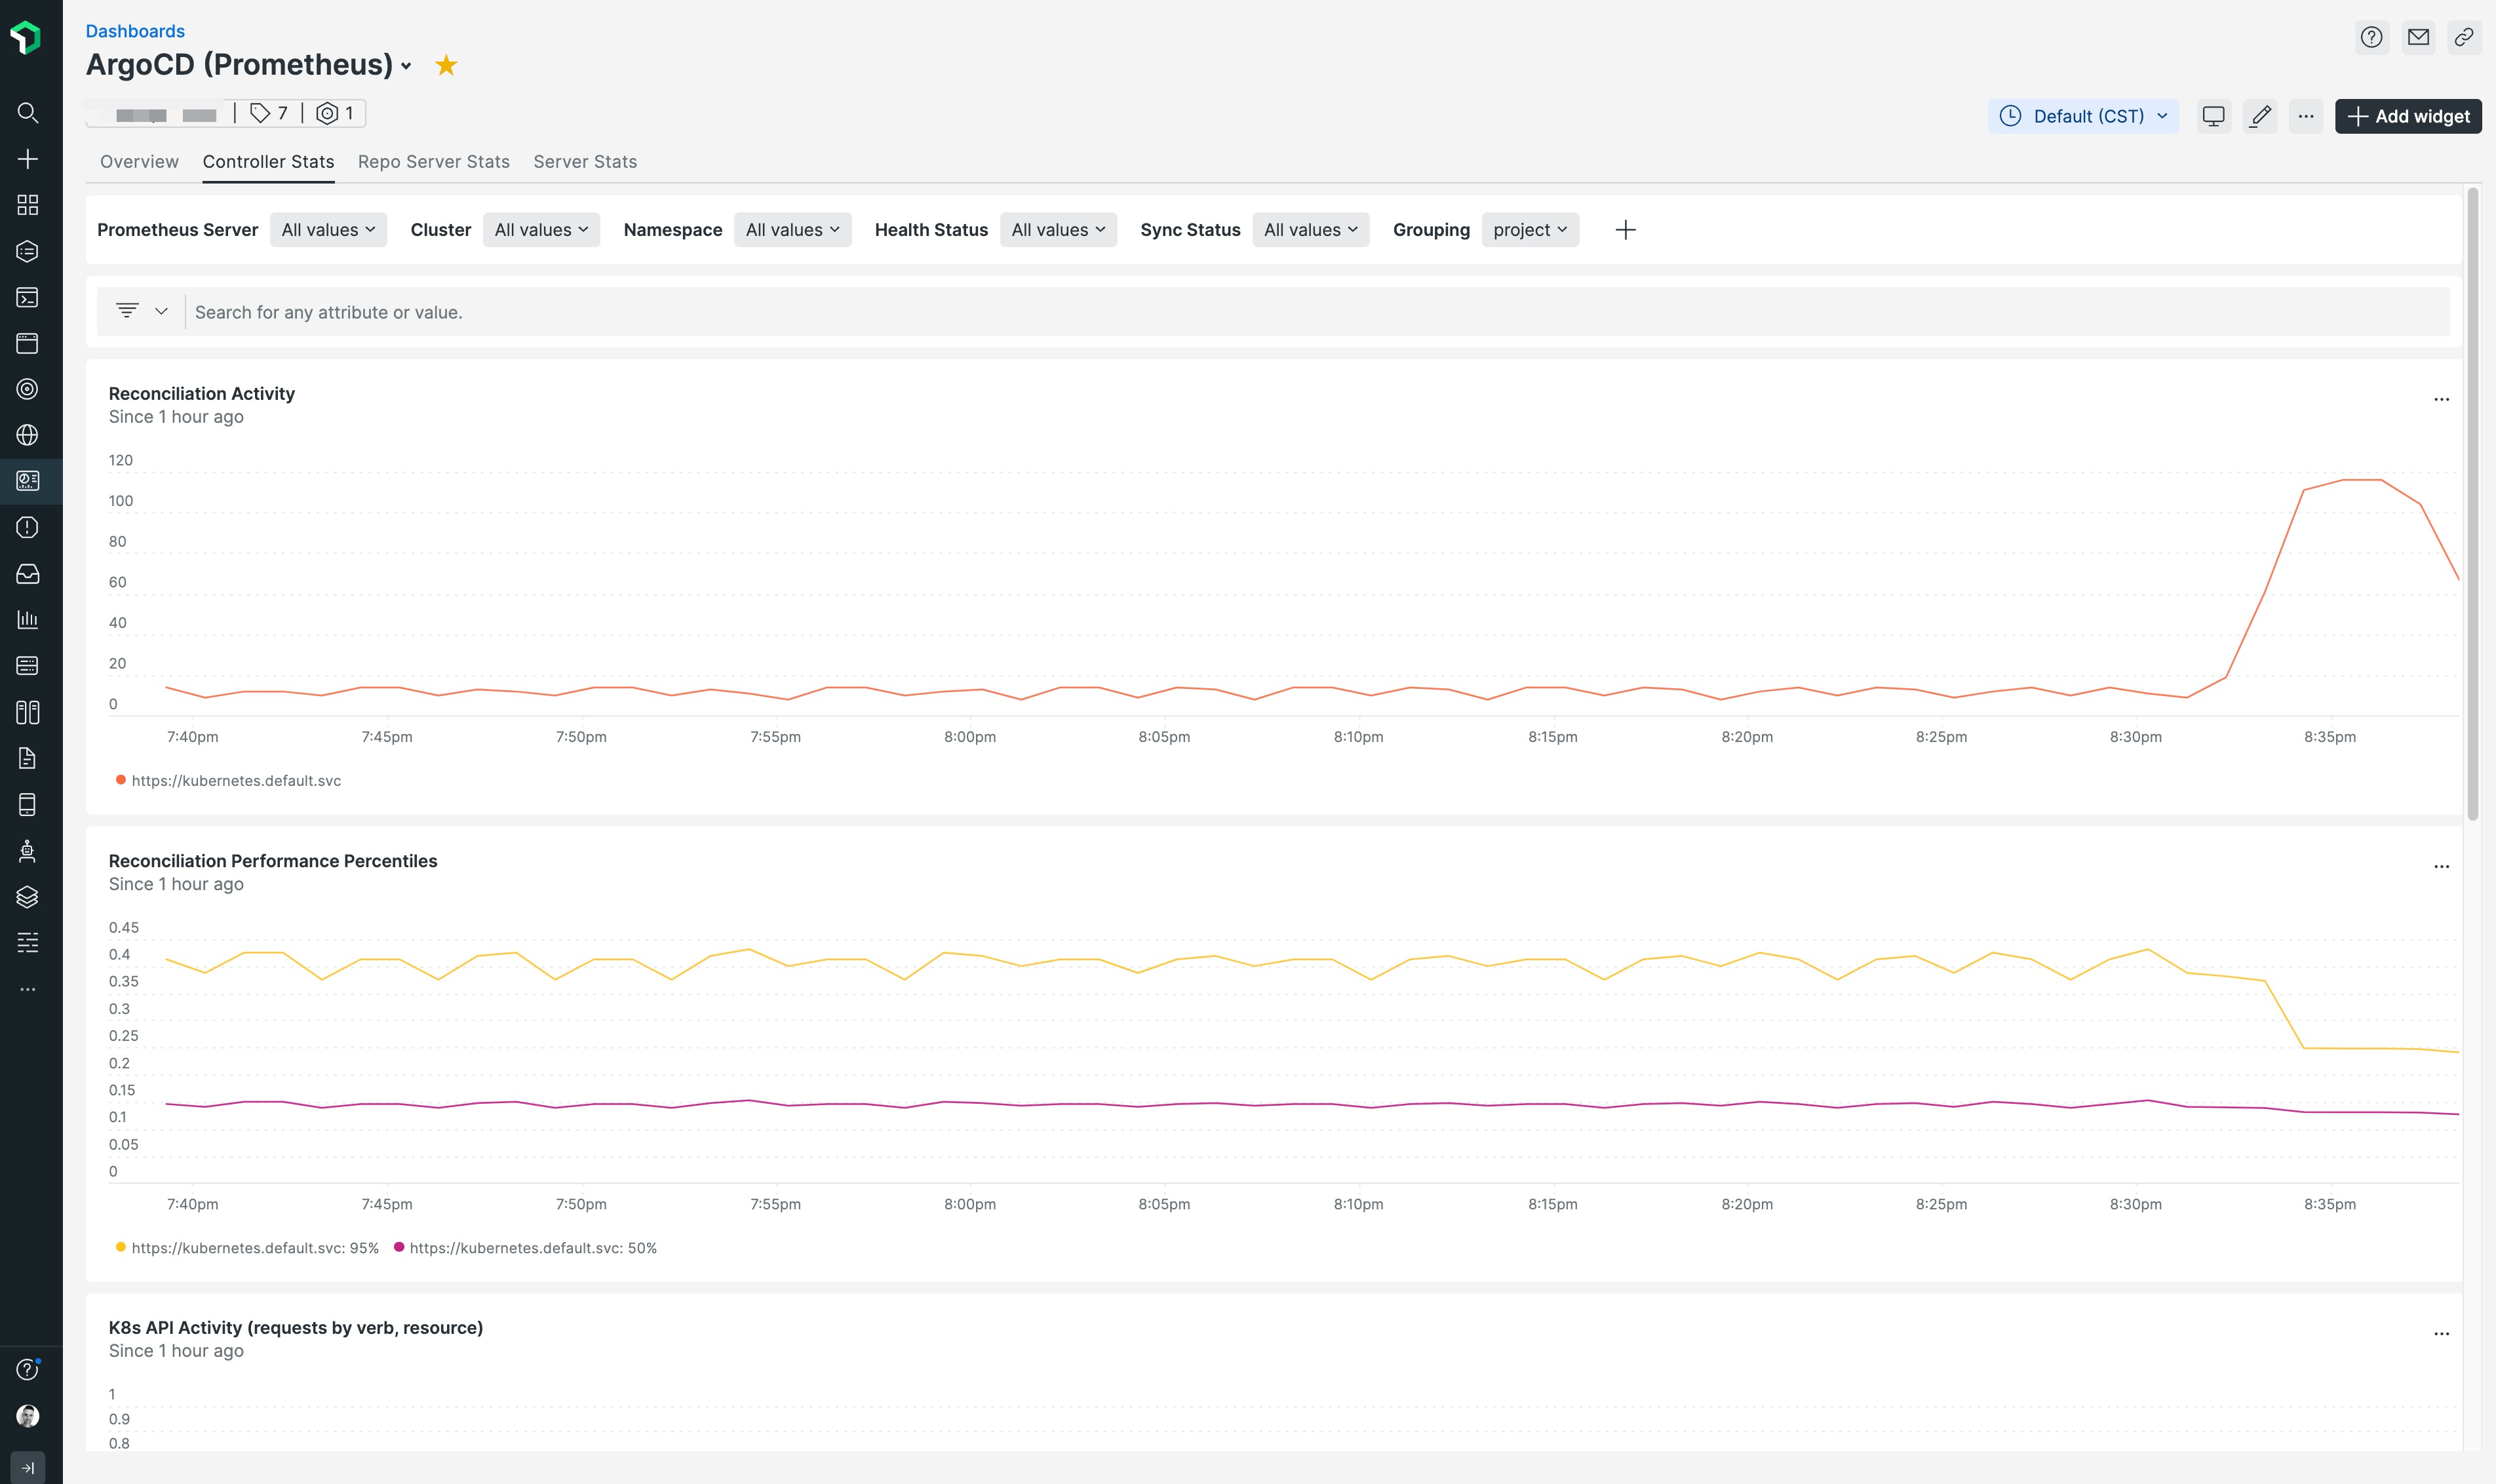 Dashboards
ArgoCD (Prometheus)
7
1
Default (CST)
Add widget
Overview Controller Stats Repo Server Stats Server Stats
Prometheus Server All values Cluster All values Namespace All values Health Status All values Sync Status All values Grouping project
Search for any attribute or value.
Reconciliation Activity
Since 1 hour ago
120
100
80
60
40
20
0
7:40pm 7:45pm 7:50pm 7:55pm 8:00pm 8:05pm 8:10pm 8:15pm 8:20pm 8:25pm 8:30pm 8:35pm
https://kubernetes.default.svc
Reconciliation Performance Percentiles
Since 1 hour ago
0.45
0.4
0.35
0.3
0.25
0.2
0.15
0.1
0.05
0
7:40pm 7:45pm 7:50pm 7:55pm 8:00pm 8:05pm 8:10pm 8:15pm 8:20pm 8:25pm 8:30pm 8:35pm
https://kubernetes.default.svc: 95% https://kubernetes.default.svc: 50%
K8s API Activity (requests by verb, resource)
Since 1 hour ago
1
0.9
0.8